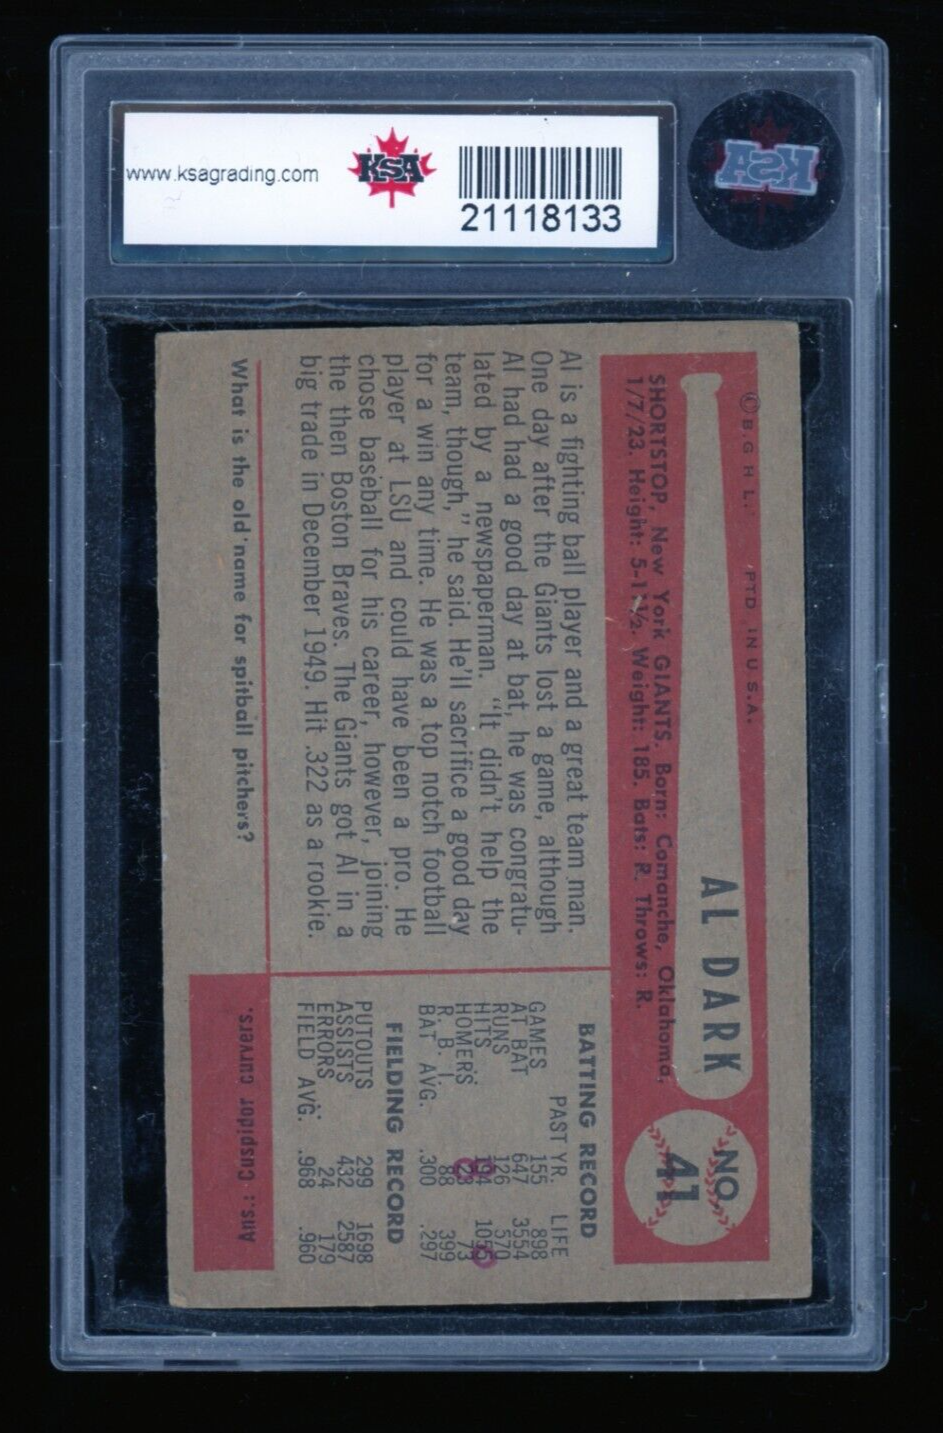 www.ksagrading.com
KSA
21118133
KSA
© B. G H L. PTD. IN U.S.A.
AL DARK
NO.
41
SHORTSTOP, New York GIANTS. Born: Comanche, Oklahoma,
1/7/23. Height: Weight: 185. Bats: R. Throws: R.
Al is a fighting ball player and a great team man.
One day after the Giants lost a game, although
Al had had a good day at bat, he was congratu-
lated by a newspaperman. "It didn't help the
team, though," he said. He'll sacrifice a good day
for a win any time. He was a top notch football
player at LSU and could have been a pro. He
chose baseball for his career, however, joining
the then Boston Braves. The Giants got Al in a
big trade in December 1949. Hit .322 as a rookie.
BATTING RECORD
PAST YR. LIFE
GAMES 155 898
AT BAT 647 3554
RUNS 126 570
HITS 194 1055
HOMERS 23 73
R. B. I. 88 399
BAT AVG. .300 .297
FIELDING RECORD
PUTOUTS 299 1698
ASSISTS 432 2587
ERRORS 24 179
FIELD AVG. .968 .960
What is the old name for spitball pitchers?
Ans.: Cuspidor curvers.